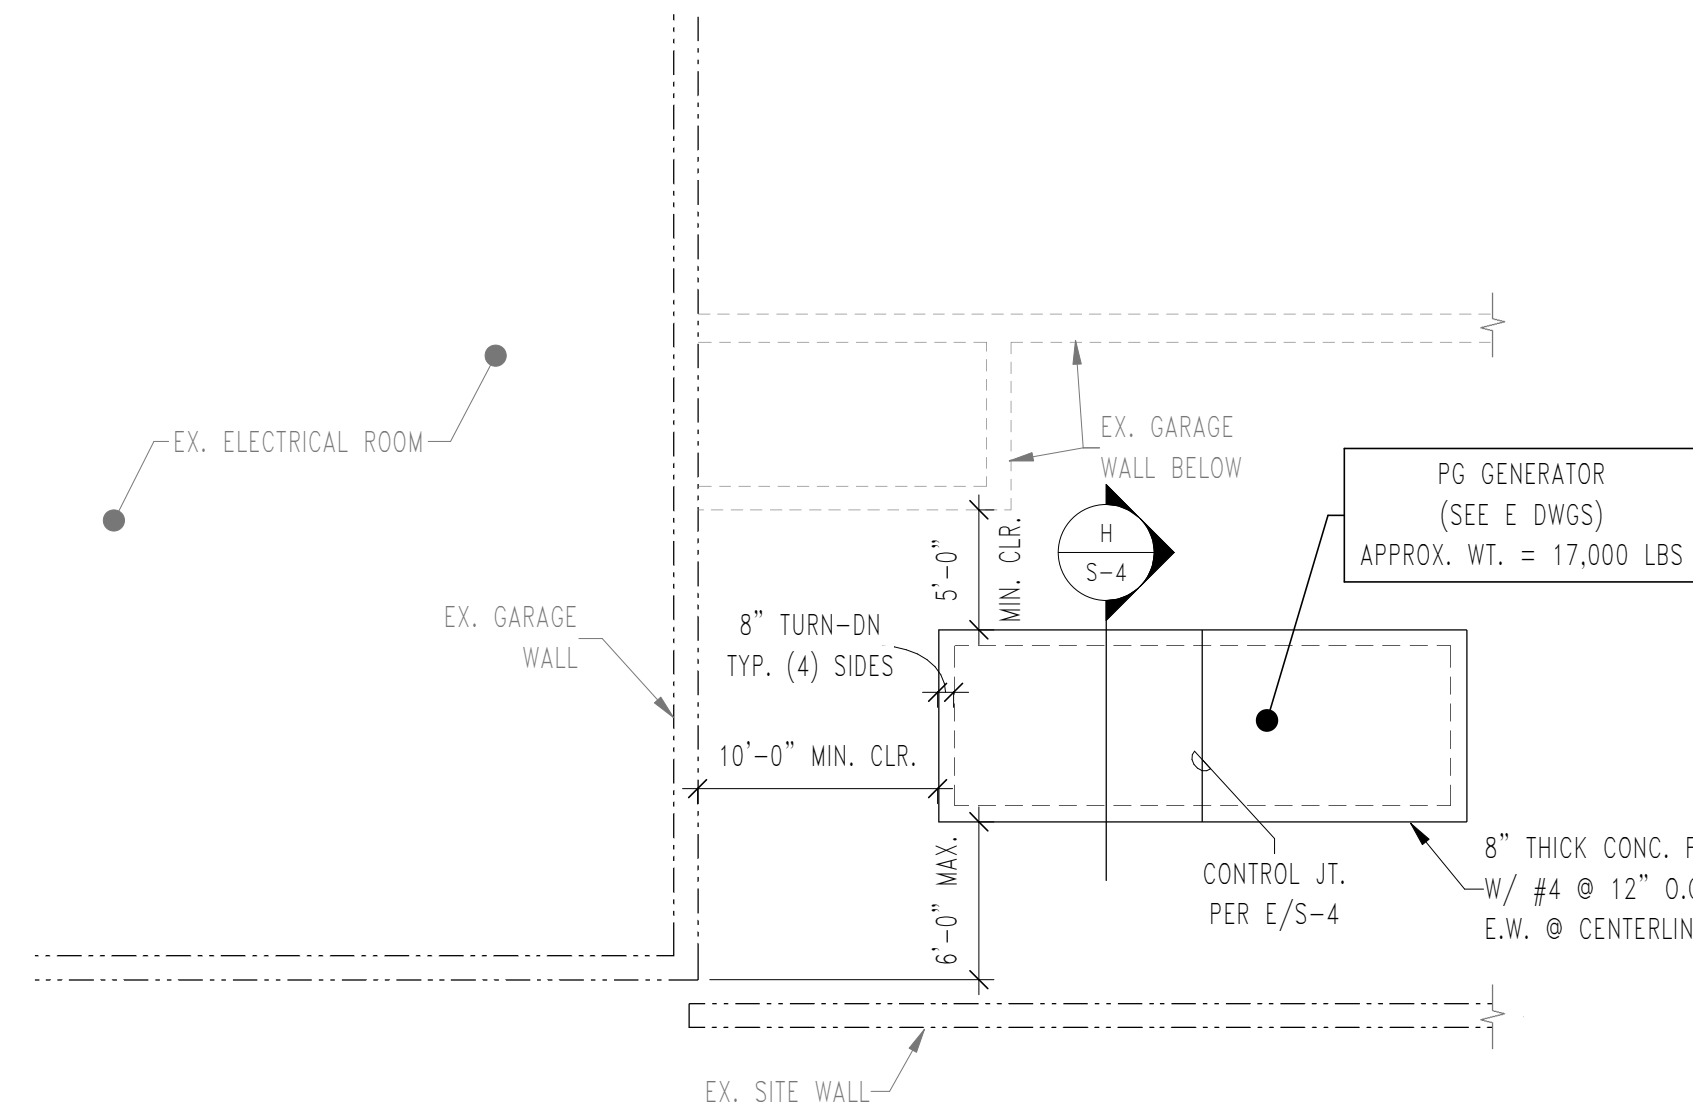 EX. ELECTRICAL ROOM
EX. GARAGE
WALL BELOW
PG GENERATOR
(SEE E DWGS)
APPROX. WT. = 17,000 LBS
H
S-4
5'-0"
MIN. CLR.
EX. GARAGE
WALL
8" TURN-DN
TYP. (4) SIDES
10'-0" MIN. CLR.
6'-0" MAX.
CONTROL JT.
PER E/S-4
8" THICK CONC.
W/ #4 @ 12"
E.W. @
EX. SITE WALL